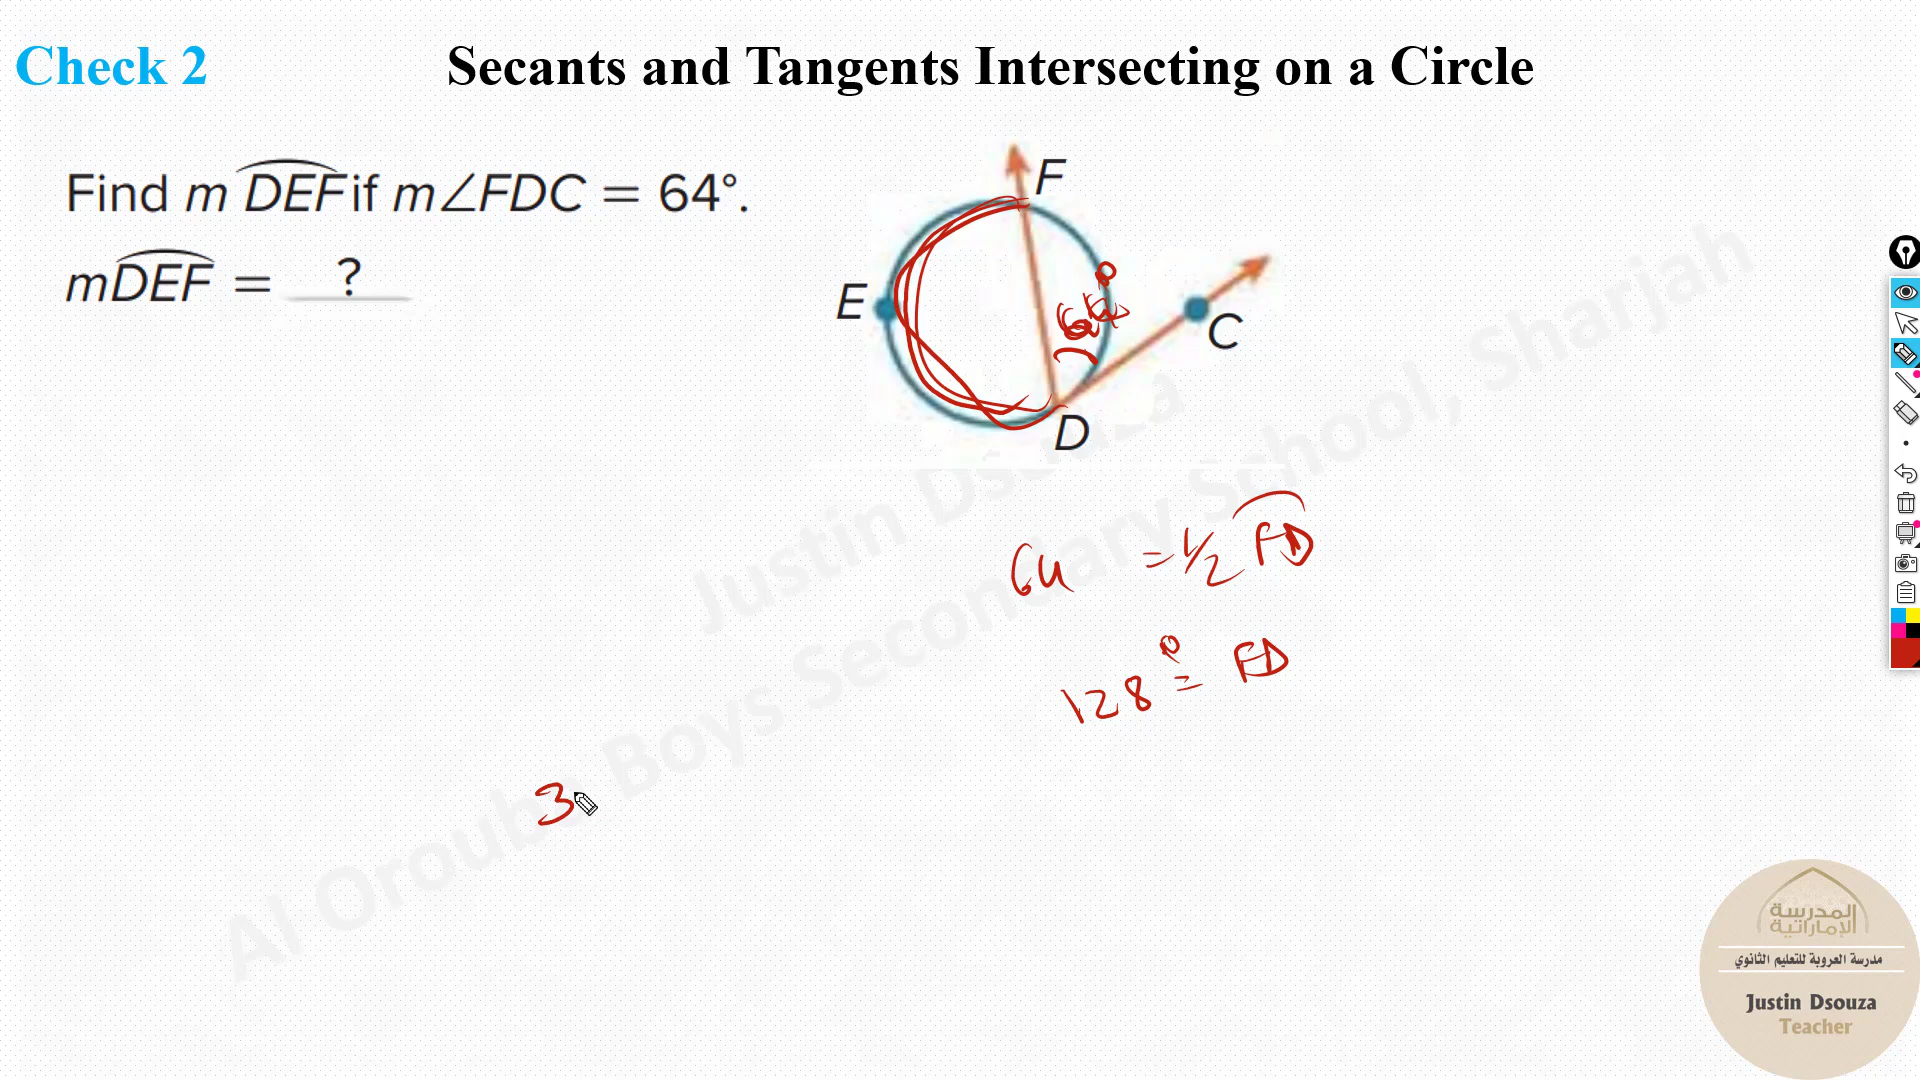 Check 2
Secants and Tangents Intersecting on a Circle
Find m DEF if m∠FDC = 64°.
mDEF = ?
F
E
C
D
64°
64 = 1/2 FD
128° = FD
3
Justin Dsouza
Al Orouba Boys Secondary School, Sharjah
المدرسة
الإماراتية
مدرسة العروبة للتعليم الثانوي
Justin Dsouza
Teacher